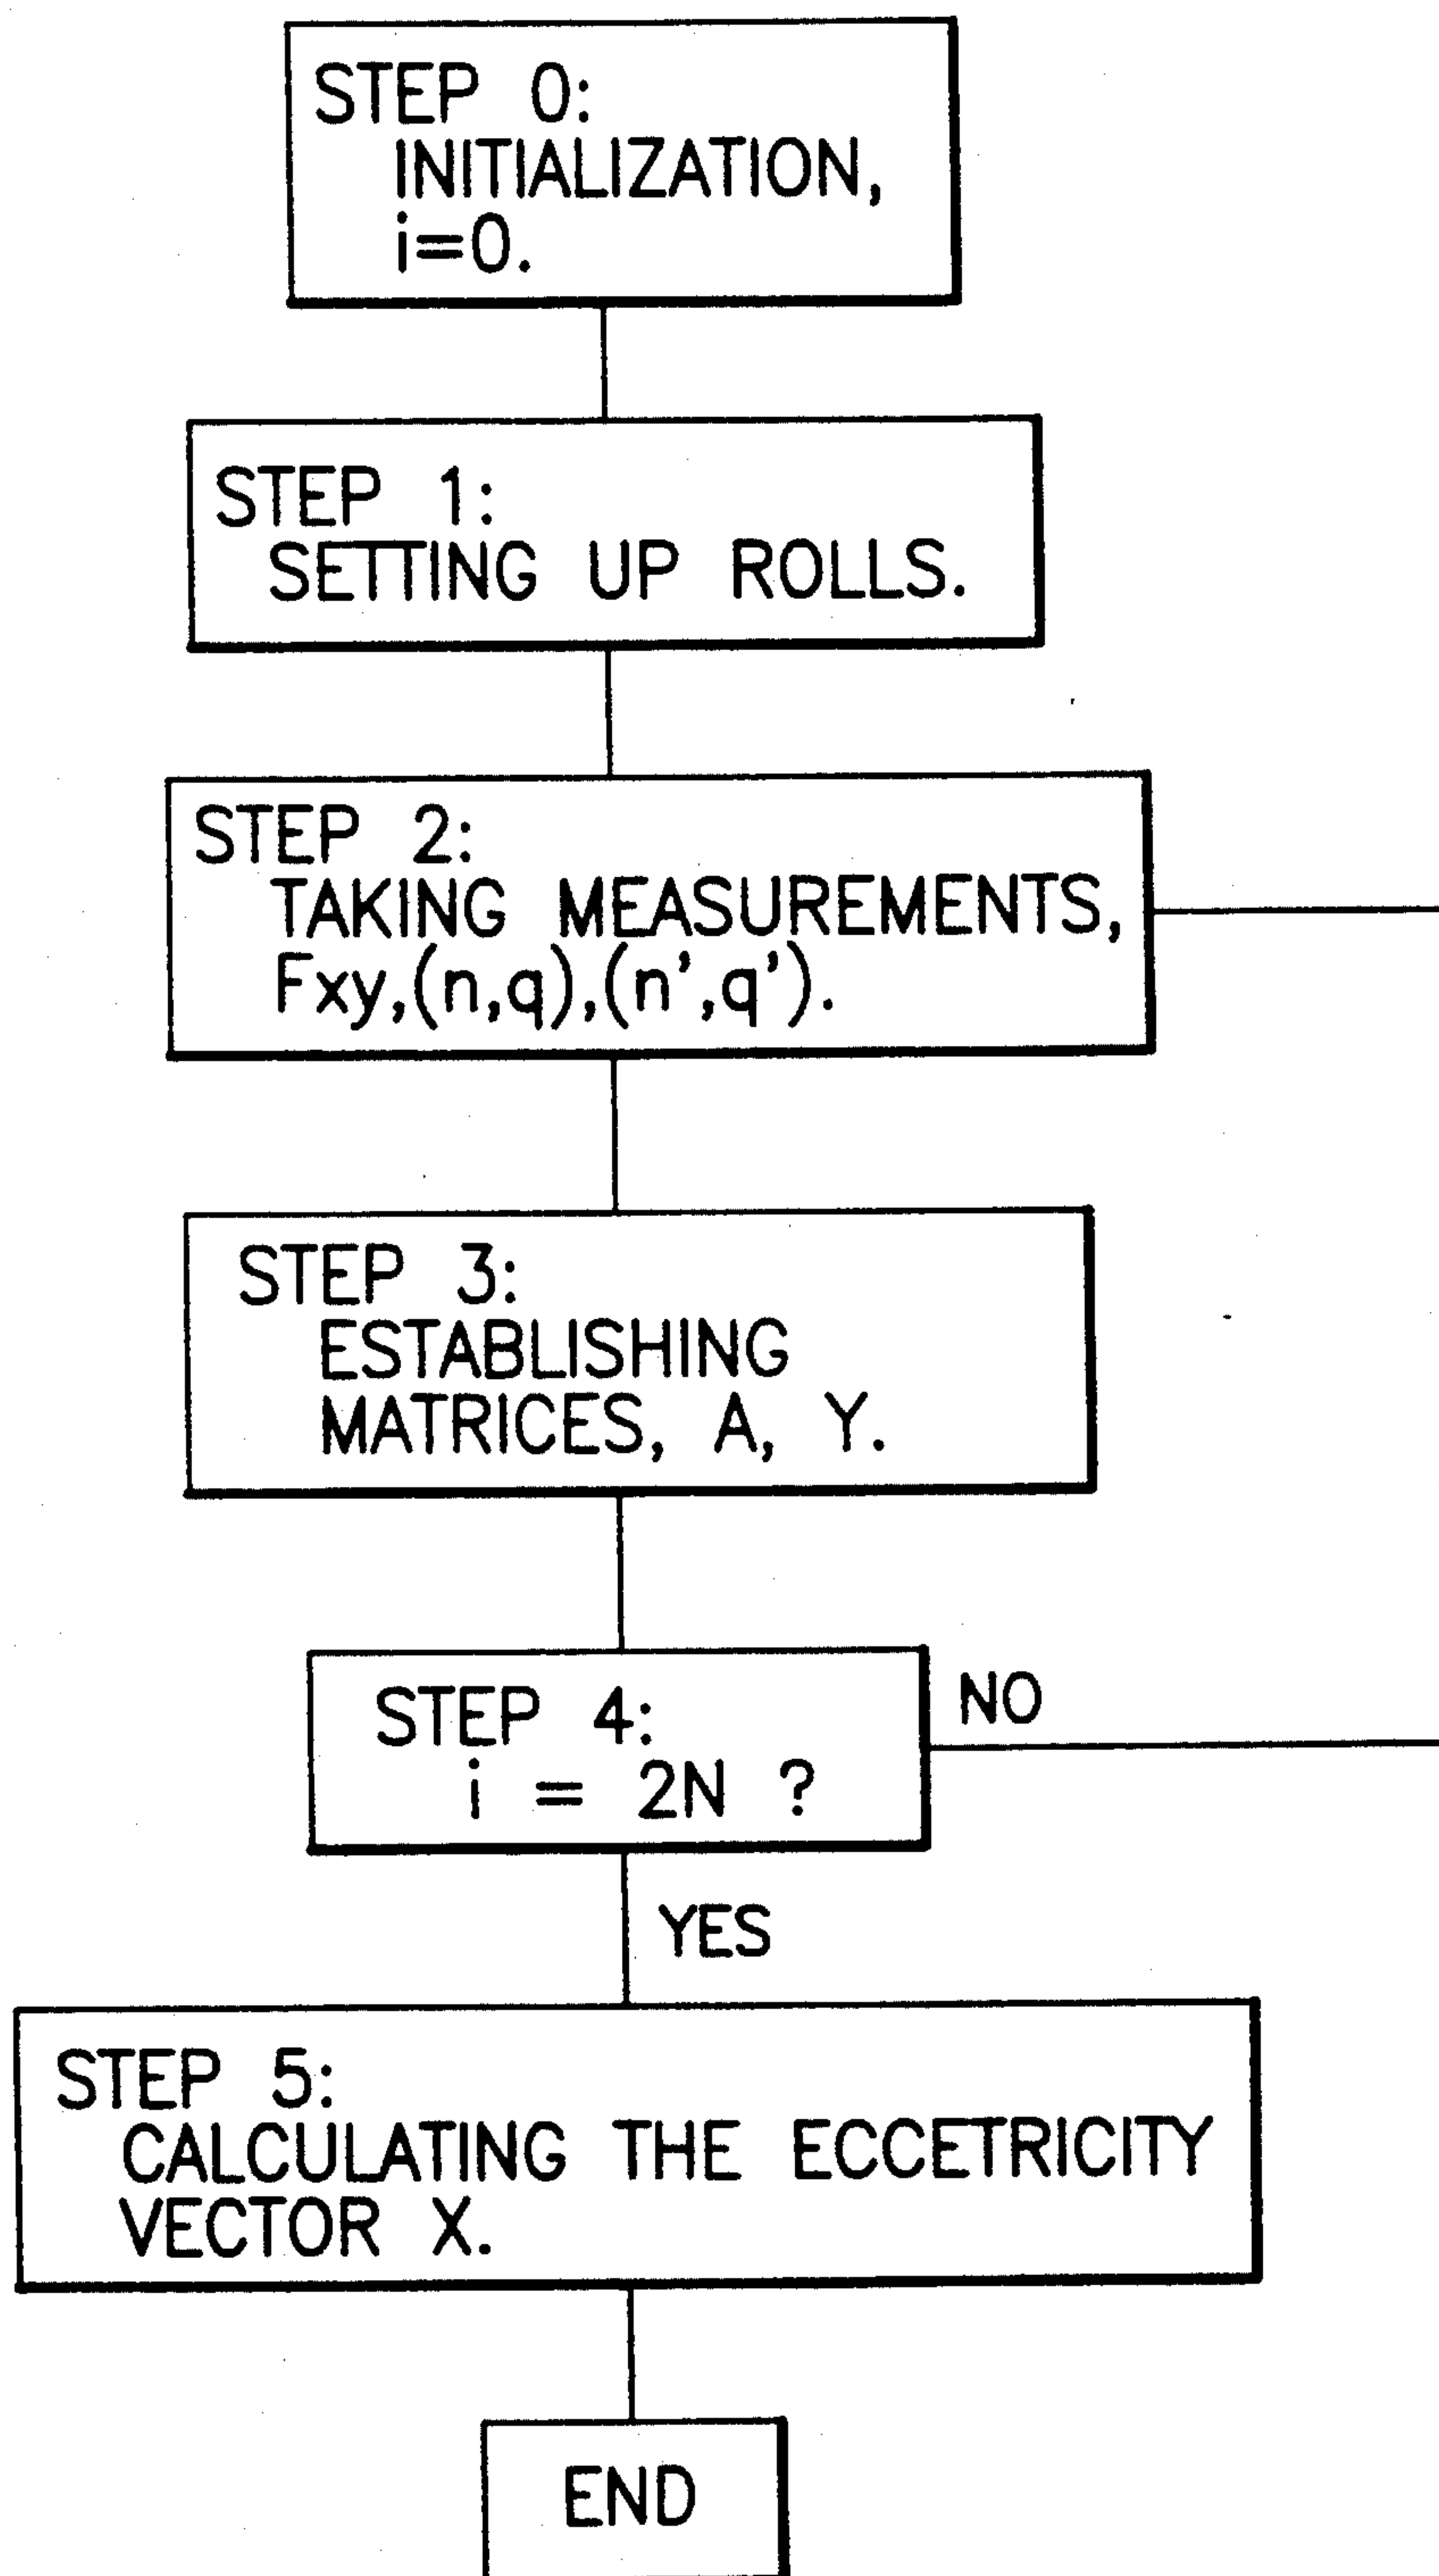 STEP 0:
INITIALIZATION,
i=0.
STEP 1:
SETTING UP ROLLS.
STEP 2:
TAKING MEASUREMENTS,
Fxy,(n,q),(n',q').
STEP 3:
ESTABLISHING
MATRICES, A, Y.
STEP 4:
i = 2N ?
NO
YES
STEP 5:
CALCULATING THE ECCETRICITY
VECTOR X.
END